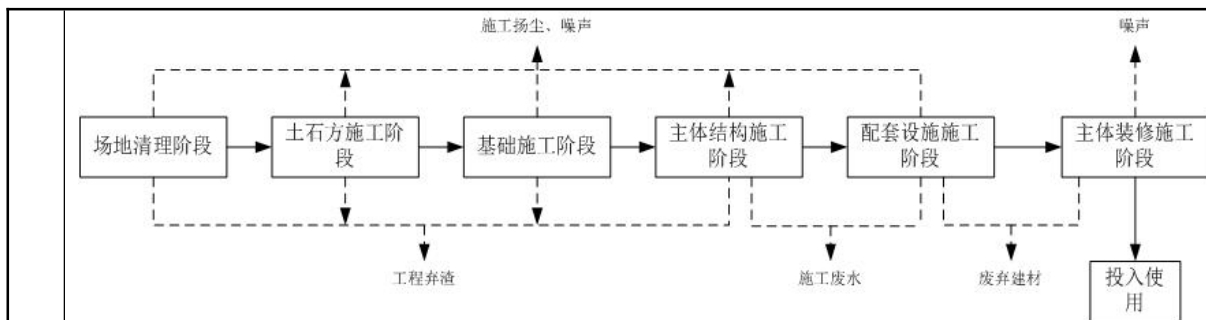 施工扬尘、噪声
噪声
场地清理阶段
土石方施工阶
段
基础施工阶段
主体结构施工
阶段
配套设施施工
阶段
主体装修施工
阶段
工程弃渣
施工废水
废弃建材
投入使
用